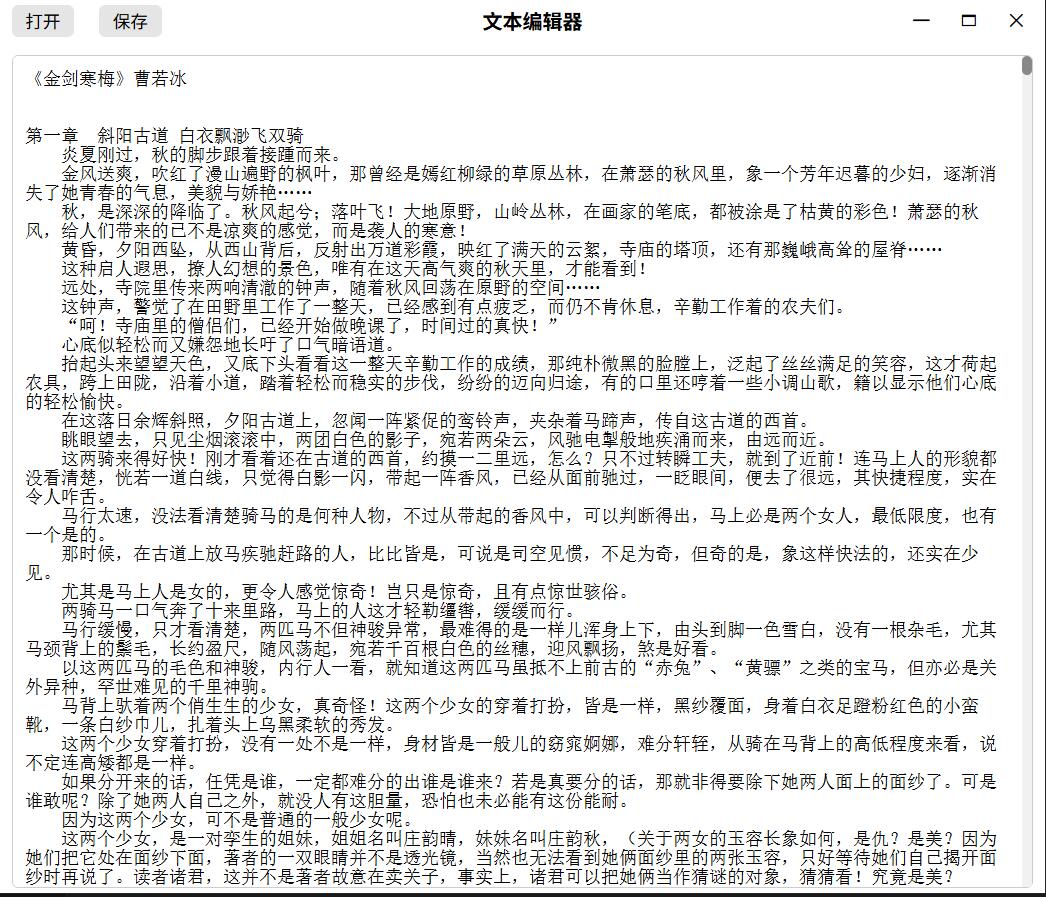 打开 保存 文本编辑器
《金剑寒梅》曹若冰
第一章　斜阳古道 白衣飘渺飞双骑
　　炎夏刚过，秋的脚步跟着接踵而来。
　　金风送爽，吹红了漫山遍野的枫叶，那曾经是嫣红柳绿的草原丛林，在萧瑟的秋风里，象一个芳年迟暮的少妇，逐渐消
失了她青春的气息，美貌与娇艳……
　　秋，是深深的降临了。秋风起兮；落叶飞！大地原野，山岭丛林，在画家的笔底，都被涂是了枯黄的彩色！萧瑟的秋
风，给人们带来的已不是凉爽的感觉，而是袭人的寒意！
　　黄昏，夕阳西坠，从西山背后，反射出万道彩霞，映红了满天的云絮，寺庙的塔顶，还有那巍峨高耸的屋脊……
　　这种启人遐思，撩人幻想的景色，唯有在这天高气爽的秋天里，才能看到！
　　远处，寺院里传来两响清澈的钟声，随着秋风回荡在原野的空间……
　　这钟声，警觉了在田野里工作了一整天，已经感到有点疲乏，而仍不肯休息，辛勤工作着的农夫们。
　　“呵！寺庙里的僧侣们，已经开始做晚课了，时间过的真快！”
　　心底似轻松而又嫌怨地长吁了口气暗语道。
　　抬起头来望望天色，又底下头看看这一整天辛勤工作的成绩，那纯朴微黑的脸膛上，泛起了丝丝满足的笑容，这才荷起
农具，跨上田陇，沿着小道，踏着轻松而稳实的步伐，纷纷的迈向归途，有的口里还哼着一些小调山歌，籍以显示他们心底
的轻松愉快。
　　在这落日余辉斜照，夕阳古道上，忽闻一阵紧促的鸾铃声，夹杂着马蹄声，传自这古道的西首。
　　眺眼望去，只见尘烟滚滚中，两团白色的影子，宛若两朵云，风驰电掣般地疾涌而来，由远而近。
　　这两骑来得好快！刚才看着还在古道的西首，约摸一二里远，怎么？只不过转瞬工夫，就到了近前！连马上人的形貌都
没看清楚，恍若一道白线，只觉得白影一闪，带起一阵香风，已经从面前驰过，一眨眼间，便去了很远，其快捷程度，实在
令人咋舌。
　　马行太速，没法看清楚骑马的是何种人物，不过从带起的香风中，可以判断得出，马上必是两个女人，最低限度，也有
一个是的。
　　那时候，在古道上放马疾驰赶路的人，比比皆是，可说是司空见惯，不足为奇，但奇的是，象这样快法的，还实在少
见。
　　尤其是马上人是女的，更令人感觉惊奇！岂只是惊奇，且有点惊世骇俗。
　　两骑马一口气奔了十来里路，马上的人这才轻勒缰辔，缓缓而行。
　　马行缓慢，只才看清楚，两匹马不但神骏异常，最难得的是一样儿浑身上下，由头到脚一色雪白，没有一根杂毛，尤其
马颈背上的鬃毛，长约盈尺，随风荡起，宛若千百根白色的丝穗，迎风飘扬，煞是好看。
　　以这两匹马的毛色和神骏，内行人一看，就知道这两匹马虽抵不上前古的“赤兔”、“黄骠”之类的宝马，但亦必是关
外异种，罕世难见的千里神驹。
　　马背上驮着两个俏生生的少女，真奇怪！这两个少女的穿着打扮，皆是一样，黑纱覆面，身着白衣足蹬粉红色的小蛮
靴，一条白纱巾儿，扎着头上乌黑柔软的秀发。
　　这两个少女穿着打扮，没有一处不是一样，身材皆是一般儿的窈窕婀娜，难分轩轾，从骑在马背上的高低程度来看，说
不定连高矮都是一样。
　　如果分开来的话，任凭是谁，一定都难分的出谁是谁来？若是真要分的话，那就非得要除下她两人面上的面纱了。可是
谁敢呢？除了她两人自己之外，就没人有这胆量，恐怕也未必能有这份能耐。
　　因为这两个少女，可不是普通的一般少女呢。
　　这两个少女，是一对孪生的姐妹，姐姐名叫庄韵晴，妹妹名叫庄韵秋，（关于两女的玉容长象如何，是仇？是美？因为
她们把它处在面纱下面，著者的一双眼睛并不是透光镜，当然也无法看到她俩面纱里的两张玉容，只好等待她们自己揭开面
纱时再说了。读者诸君，这并不是著者故意在卖关子，事实上，诸君可以把她俩当作猜谜的对象，猜猜看！究竟是美？